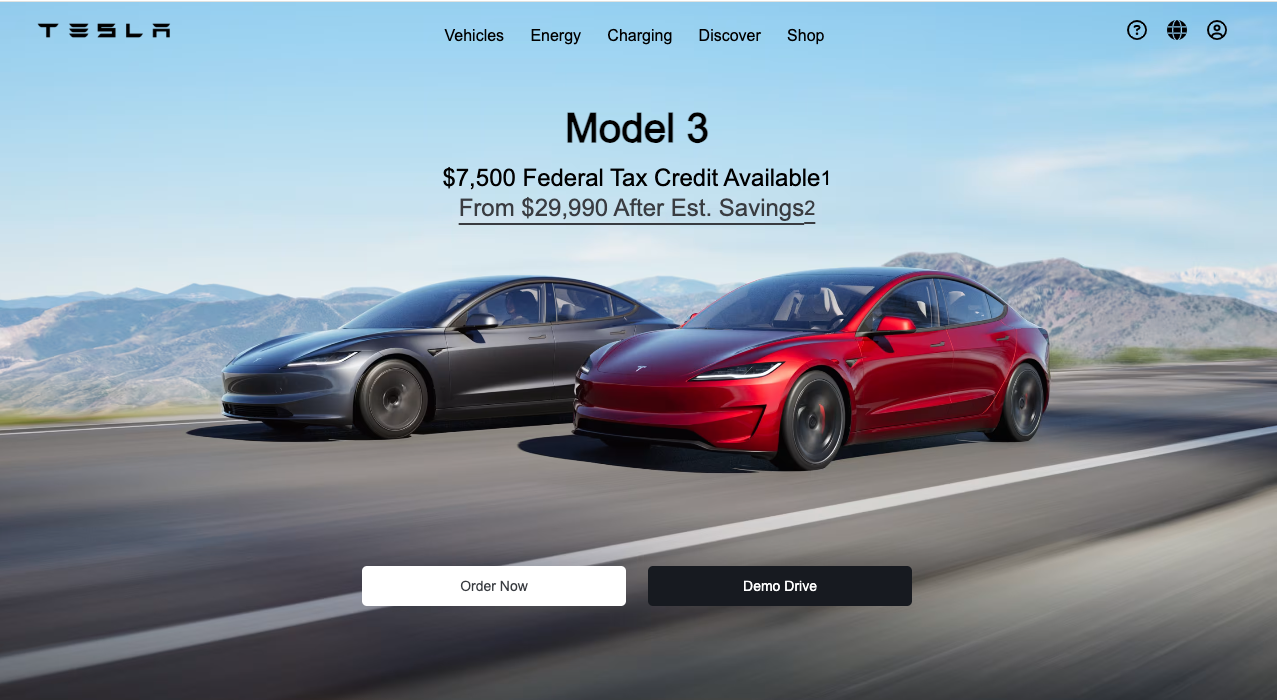 TESLA
Vehicles Energy Charging Discover Shop
?
Model 3
$7,500 Federal Tax Credit Available1
From $29,990 After Est. Savings2
Order Now
Demo Drive